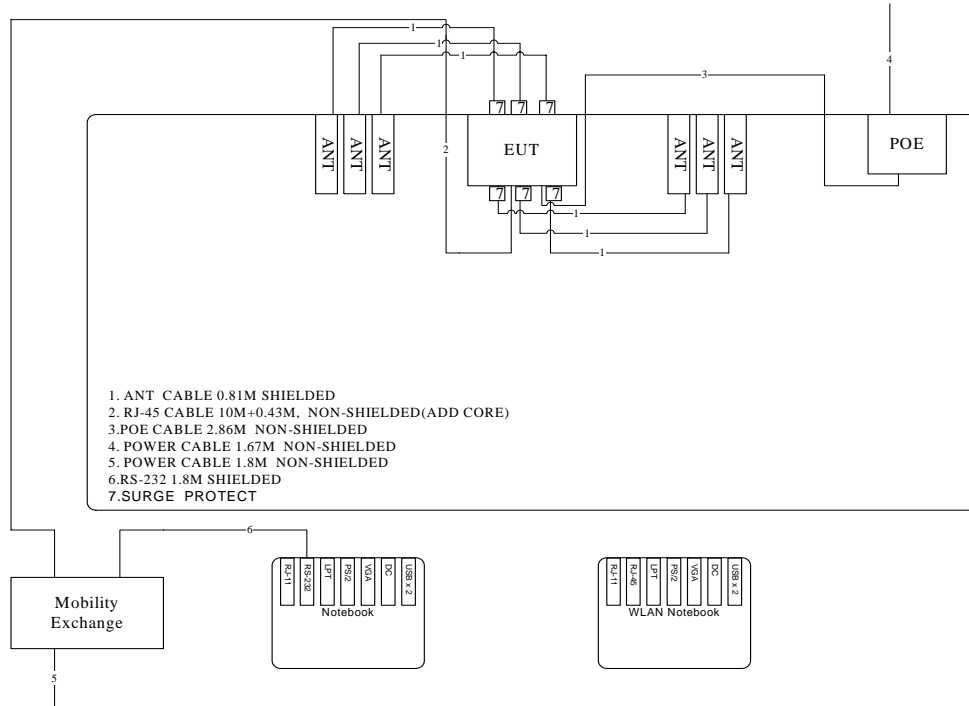 1
1
1
4
3
7 7 7
ANT
ANT
ANT
2
EUT
ANT
ANT
ANT
POE
7 7 7
1
1
1
1. ANT CABLE 0.81M SHIELDED
2. RJ-45 CABLE 10M+0.43M, NON-SHIELDED(ADD CORE)
3.POE CABLE 2.86M NON-SHIELDED
4. POWER CABLE 1.67M NON-SHIELDED
5. POWER CABLE 1.8M NON-SHIELDED
6.RS-232 1.8M SHIELDED
7.SURGE PROTECT
6
Mobility
Exchange
5
RJ-11
RS-232
LPT
PS/2
VGA
DC
USB x 2
Notebook
RJ-11
RJ-45
LPT
PS/2
VGA
DC
USB x 2
WLAN Notebook